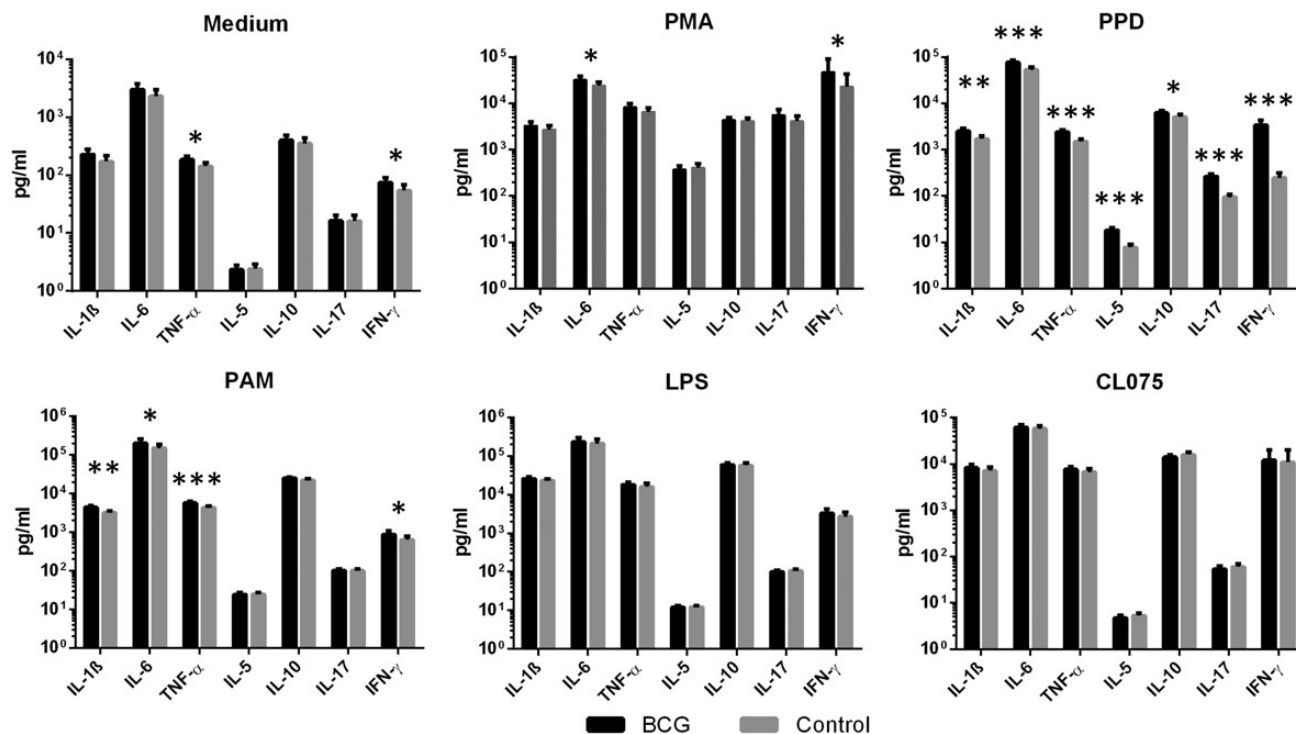 Medium
PMA
PPD
pg/ml
10⁴
10³
10²
10¹
10⁰
*
*
IL-1ß
IL-6
TNF-α
IL-5
IL-10
IL-17
IFN-γ
pg/ml
10⁵
10⁴
10³
10²
10¹
10⁰
*
*
IL-1ß
IL-6
TNF-α
IL-5
IL-10
IL-17
IFN-γ
pg/ml
10⁵
10⁴
10³
10²
10¹
10⁰
**
***
***
***
*
***
***
IL-1ß
IL-6
TNF-α
IL-5
IL-10
IL-17
IFN-γ
PAM
LPS
CL075
pg/ml
10⁶
10⁵
10⁴
10³
10²
10¹
10⁰
**
*
***
*
IL-1ß
IL-6
TNF-α
IL-5
IL-10
IL-17
IFN-γ
pg/ml
10⁶
10⁵
10⁴
10³
10²
10¹
10⁰
IL-1ß
IL-6
TNF-α
IL-5
IL-10
IL-17
IFN-γ
pg/ml
10⁵
10⁴
10³
10²
10¹
10⁰
IL-1ß
IL-6
TNF-α
IL-5
IL-10
IL-17
IFN-γ
BCG Control